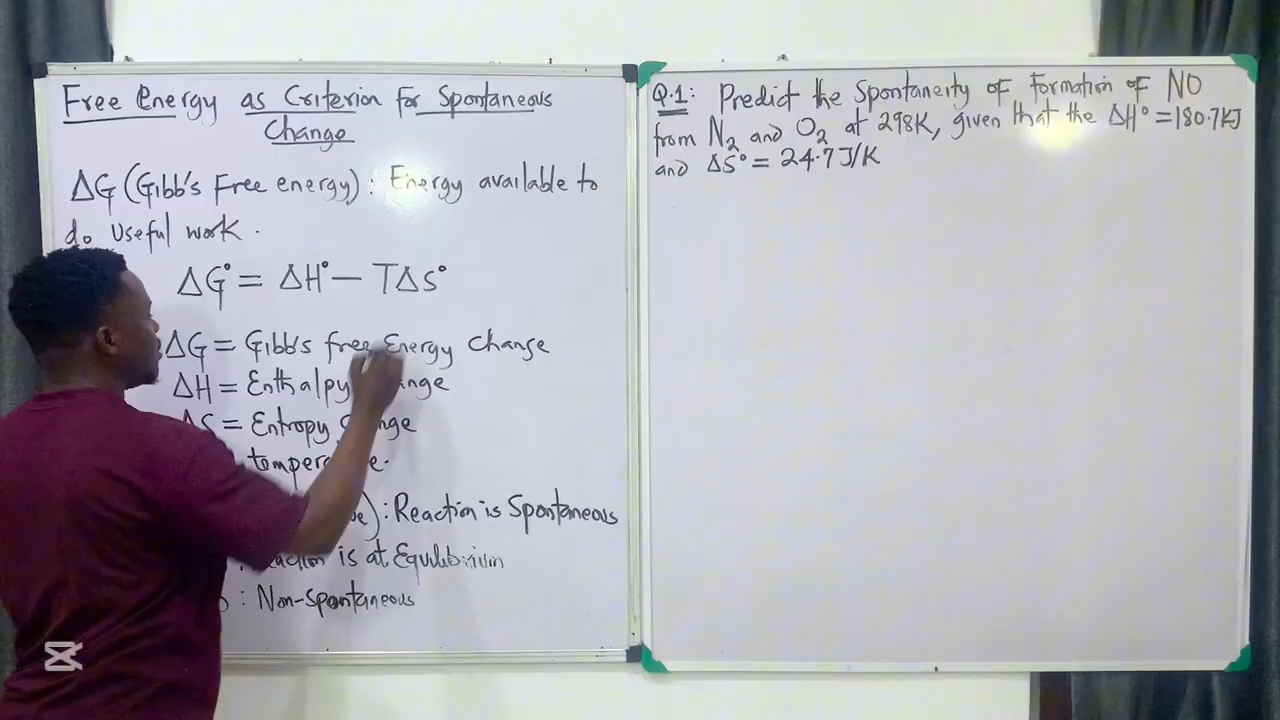 Free Energy as Criterion for Spontaneous
Change
ΔG (Gibb's Free energy): Energy available to
do useful work.
ΔG° = ΔH° − TΔS°
ΔG = Gibb's free Energy Change
ΔH = Enthalpy
= Entropy
: Reaction is Spontaneous
is at Equilibrium
: Non-Spontaneous
Q.1: Predict the Spontaneity of formation of NO
from N₂ and O₂ at 298K, given that the ΔH° = 180.7kJ
and ΔS° = 24.7 J/K